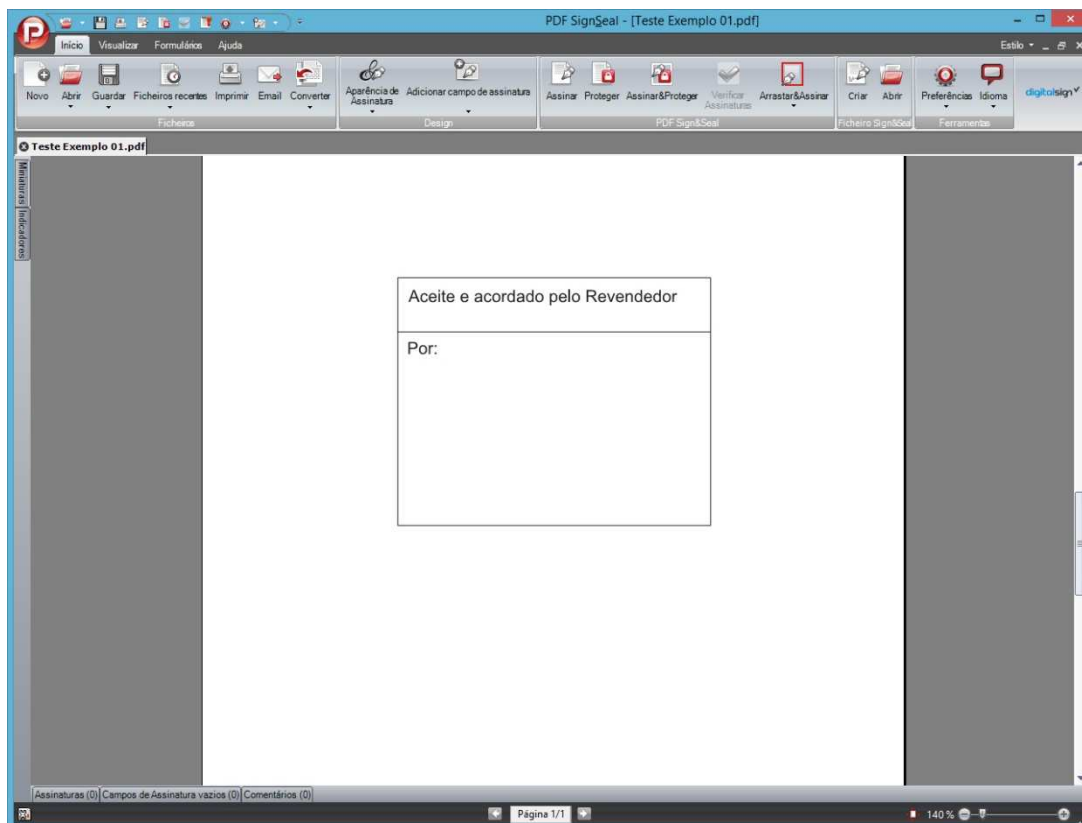 PDF SignSeal - [Teste Exemplo 01.pdf]
Início Visualizar Formulários Ajuda
Estilo
Novo Abrir Guardar Ficheiros recentes Imprimir Email Converter
Aparência de Assinatura Adicionar campo de assinatura
Assinar Proteger Assinar&Proteger Verificar Assinaturas Arrastar&Assinar
Criar Abrir
Preferências Idioma
digitalsign
Ficheiros Design PDF Sign&Seal Ficheiro Sign&Seal Ferramentas
Teste Exemplo 01.pdf
Miniaturas
Indicadores
Aceite e acordado pelo Revendedor
Por:
Assinaturas (0) Campos de Assinatura vazios (0) Comentários (0)
Página 1/1
140 %